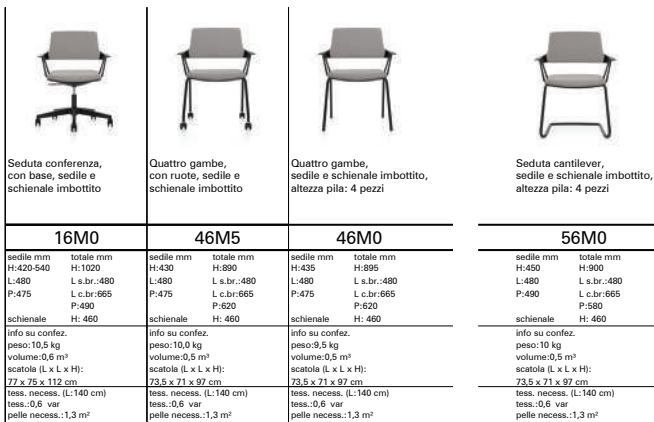 Seduta conferenza,
con base, sedile e
schienale imbottito
16M0
sedile mm totale mm
H:420-540 H:1020
L:480 L s.br.:480
P:475 L c.br:665
P:490
schienale H: 460
info su confez.
peso:10,5 kg
volume:0,6 m³
scatola (L x L x H):
77 x 75 x 112 cm
tess. necess. (L:140 cm)
tess.:0,6 var
pelle necess.:1,3 m²
Quattro gambe,
con ruote, sedile e
schienale imbottito
46M5
sedile mm totale mm
H:430 H:890
L:480 L s.br.:480
P:475 L c.br:665
P:620
schienale H: 460
info su confez.
peso:10,0 kg
volume:0,5 m³
scatola (L x L x H):
73,5 x 71 x 97 cm
tess. necess. (L:140 cm)
tess.:0,6 var
pelle necess.:1,3 m²
Quattro gambe,
sedile e schienale imbottito,
altezza pila: 4 pezzi
46M0
sedile mm totale mm
H:435 H:895
L:480 L s.br.:480
P:475 L c.br:665
P:620
schienale H: 460
info su confez.
peso:9,5 kg
volume:0,5 m³
scatola (L x L x H):
73,5 x 71 x 97 cm
tess. necess. (L:140 cm)
tess.:0,6 var
pelle necess.:1,3 m²
Seduta cantilever,
sedile e schienale imbottito,
altezza pila: 4 pezzi
56M0
sedile mm totale mm
H:450 H:900
L:480 L s.br.:480
P:490 L c.br:665
P:580
schienale H: 460
info su confez.
peso:10 kg
volume:0,5 m³
scatola (L x L x H):
73,5 x 71 x 97 cm
tess. necess. (L:140 cm)
tess.:0,6 var
pelle necess.:1,3 m²